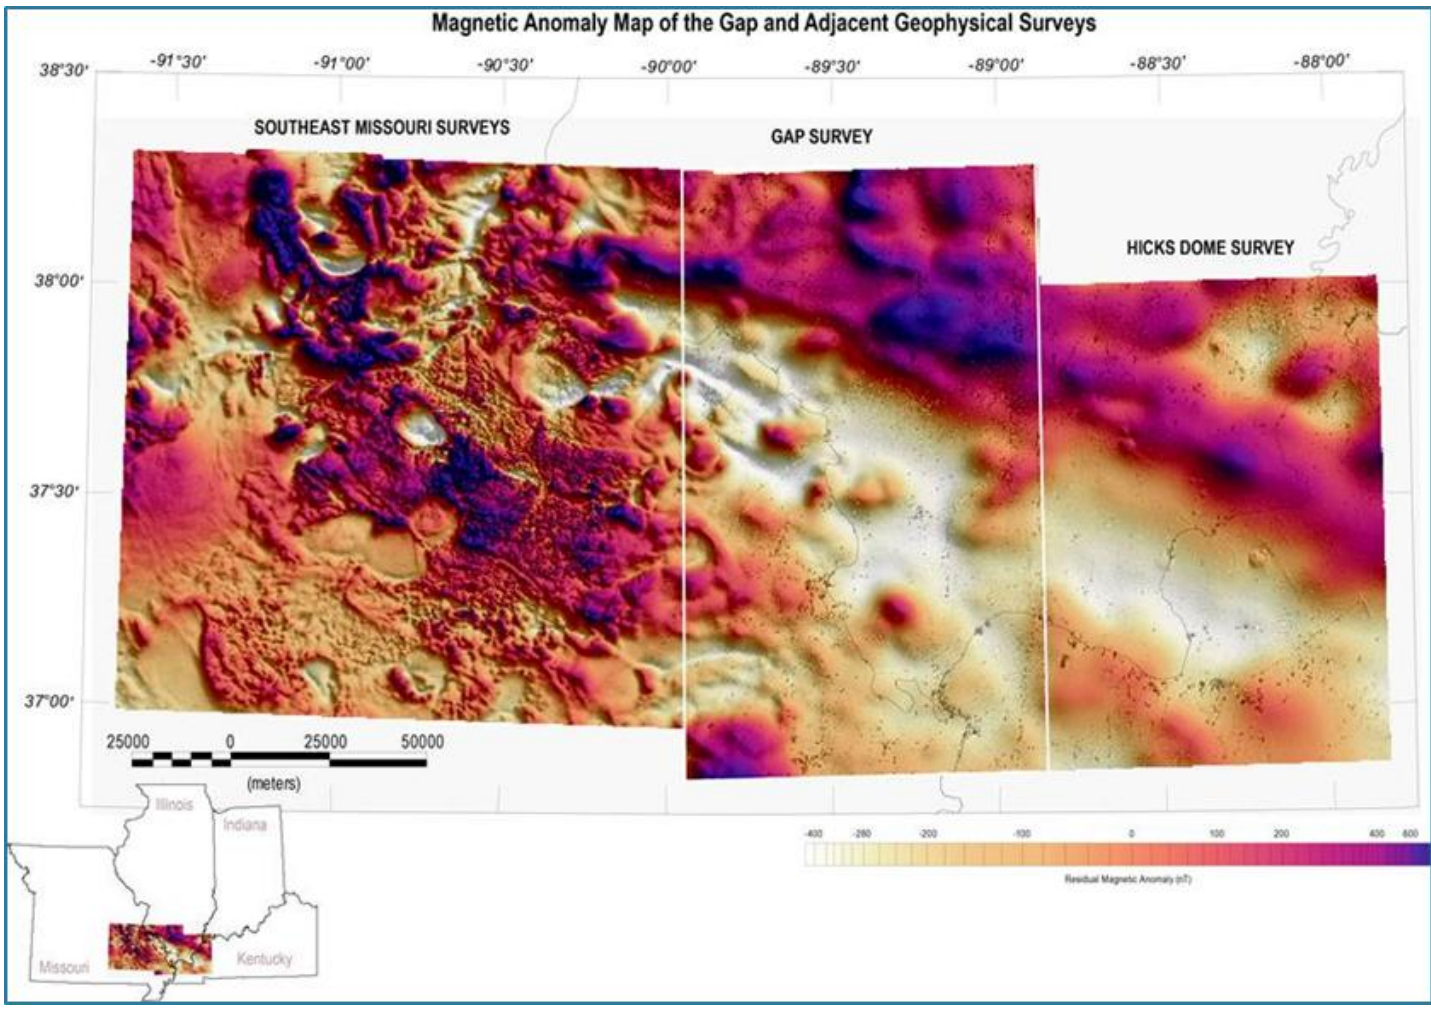 Magnetic Anomaly Map of the Gap and Adjacent Geophysical Surveys
-91°30' -91°00' -90°30' -90°00' -89°30' -89°00' -88°30' -88°00'
38°30'
SOUTHEAST MISSOURI SURVEYS
GAP SURVEY
HICKS DOME SURVEY
38°00'
37°30'
37°00'
25000 0 25000 50000
(meters)
-400 -280 -200 -100 0 100 200 400 600
Residual Magnetic Anomaly (nT)
Illinois
Indiana
Missouri
Kentucky